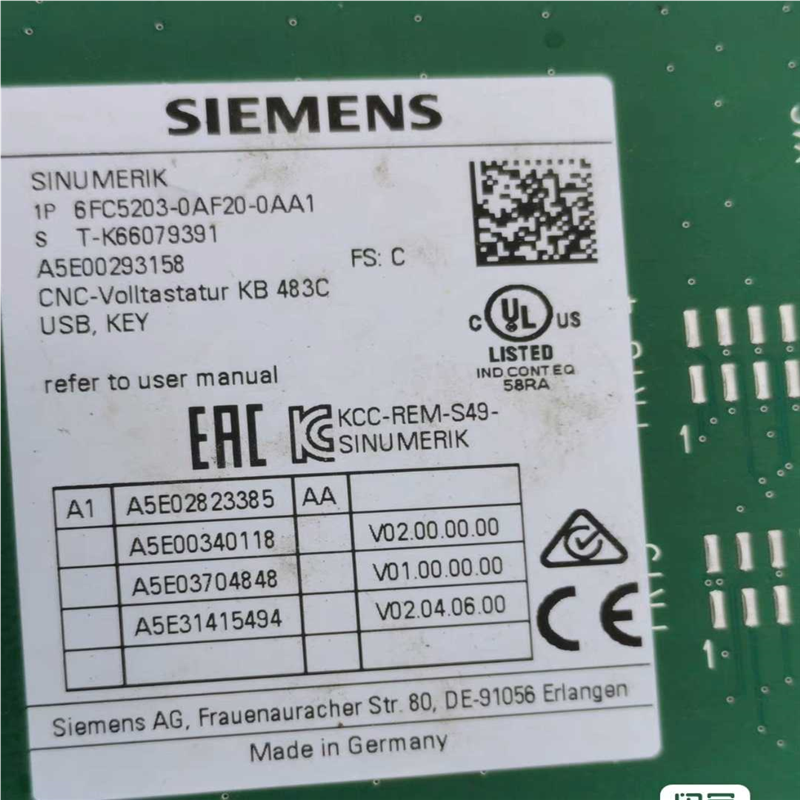 SIEMENS
SINUMERIK
1P 6FC5203-0AF20-0AA1
S T-K66079391
A5E00293158 FS: C
CNC-Volltastatur KB 483C
USB, KEY
C UL US
LISTED
IND CONT EQ
58RA
refer to user manual
EAC KCC-REM-S49-
SINUMERIK
A1 A5E02823385 AA
A5E00340118 V02.00.00.00
A5E03704848 V01.00.00.00
A5E31415494 V02.04.06.00
CE
Siemens AG, Frauenauracher Str. 80, DE-91056 Erlangen
Made in Germany
1
1